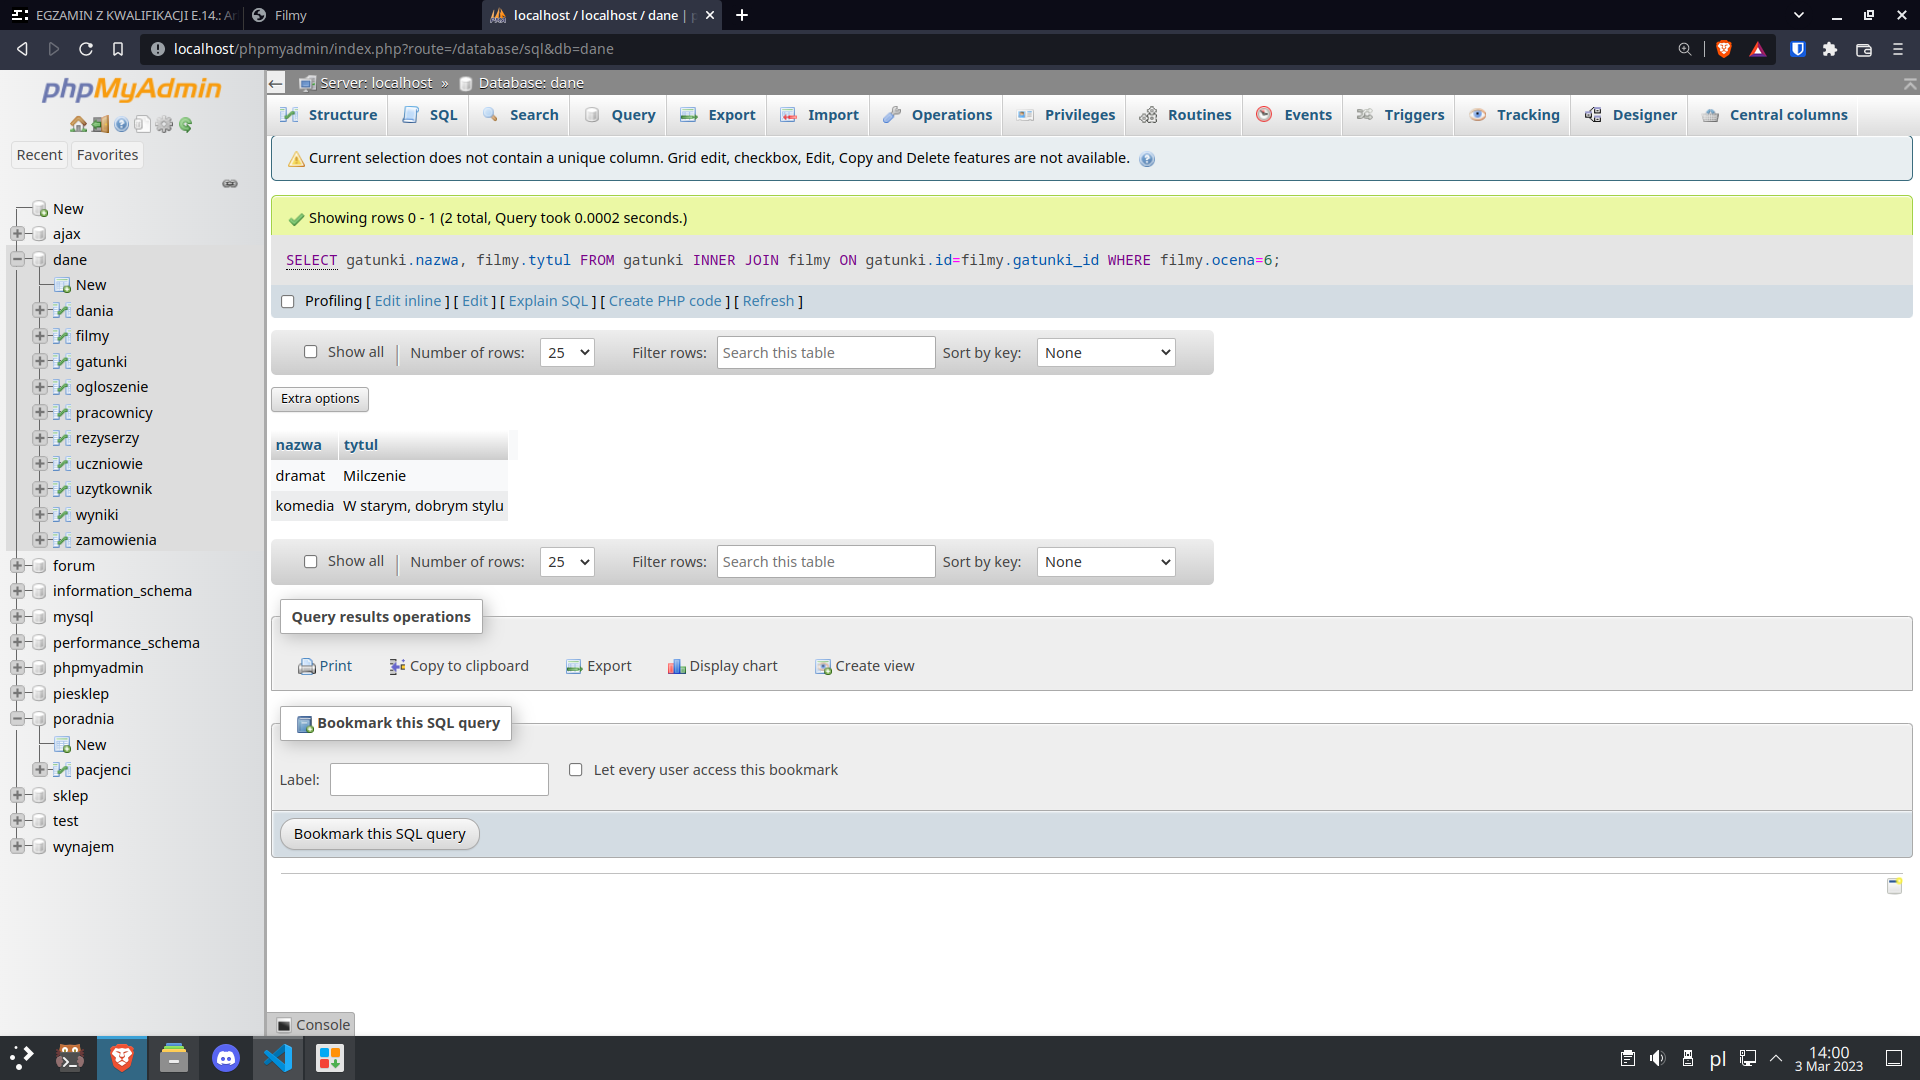 EGZAMIN Z KWALIFIKACJI E.14.: Ar
Filmy
localhost / localhost / dane | p
localhost/phpmyadmin/index.php?route=/database/sql&db=dane
phpMyAdmin
Recent
Favorites
New
ajax
dane
New
dania
filmy
gatunki
ogloszenie
pracownicy
rezyserzy
uczniowie
uzytkownik
wyniki
zamowienia
forum
information_schema
mysql
performance_schema
phpmyadmin
piesklep
poradnia
New
pacjenci
sklep
test
wynajem
Server: localhost » Database: dane
Structure SQL Search Query Export Import Operations Privileges Routines Events Triggers Tracking Designer Central columns
Current selection does not contain a unique column. Grid edit, checkbox, Edit, Copy and Delete features are not available.
Showing rows 0 - 1 (2 total, Query took 0.0002 seconds.)
SELECT gatunki.nazwa, filmy.tytul FROM gatunki INNER JOIN filmy ON gatunki.id=filmy.gatunki_id WHERE filmy.ocena=6;
Profiling [ Edit inline ] [ Edit ] [ Explain SQL ] [ Create PHP code ] [ Refresh ]
Show all | Number of rows: 25 Filter rows: Search this table Sort by key: None
Extra options
nazwa tytul
dramat Milczenie
komedia W starym, dobrym stylu
Show all | Number of rows: 25 Filter rows: Search this table Sort by key: None
Query results operations
Print Copy to clipboard Export Display chart Create view
Bookmark this SQL query
Label: Let every user access this bookmark
Bookmark this SQL query
Console
pl
14:00
3 Mar 2023